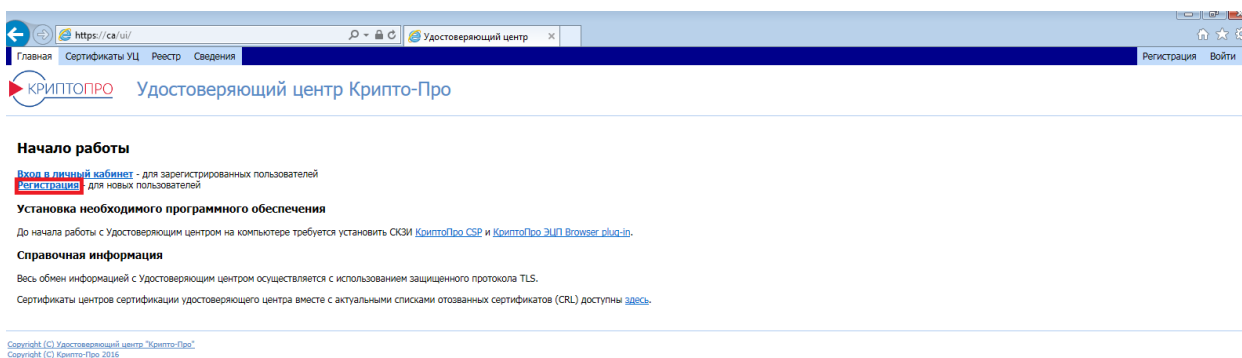 https://ca/ui/
Удостоверяющий центр
Главная Сертификаты УЦ Реестр Сведения Регистрация Войти
КРИПТОПРО Удостоверяющий центр Крипто-Про
Начало работы
Вход в личный кабинет - для зарегистрированных пользователей
Регистрация - для новых пользователей
Установка необходимого программного обеспечения
До начала работы с Удостоверяющим центром на компьютере требуется установить СКЗИ КриптоПро CSP и КриптоПро ЭЦП Browser plug-in.
Справочная информация
Весь обмен информацией с Удостоверяющим центром осуществляется с использованием защищенного протокола TLS.
Сертификаты центров сертификации удостоверяющего центра вместе с актуальными списками отозванных сертификатов (CRL) доступны здесь.
Copyright (C) Удостоверяющий центр "Крипто-Про"
Copyright (C) Крипто-Про 2016